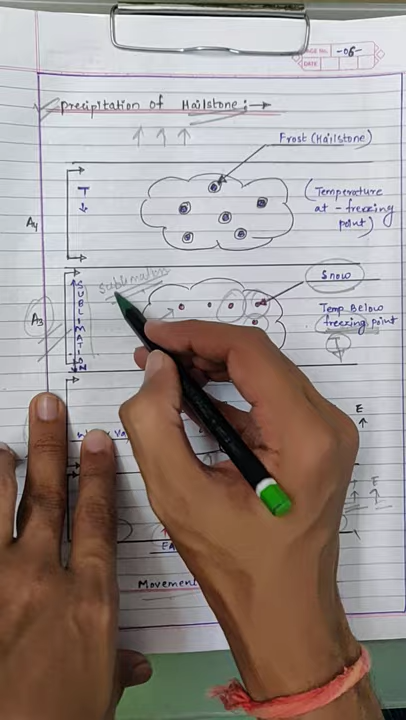 PAGE NO. -06-
DATE
Precipitation of Hailstone :→
Frost (Hailstone)
T ↓
(Temperature
at - freezing
point)
A4
Sublimation
Snow
SUBLIMATION
Temp Below
freezing point
T↓
A3
E
E
Movement